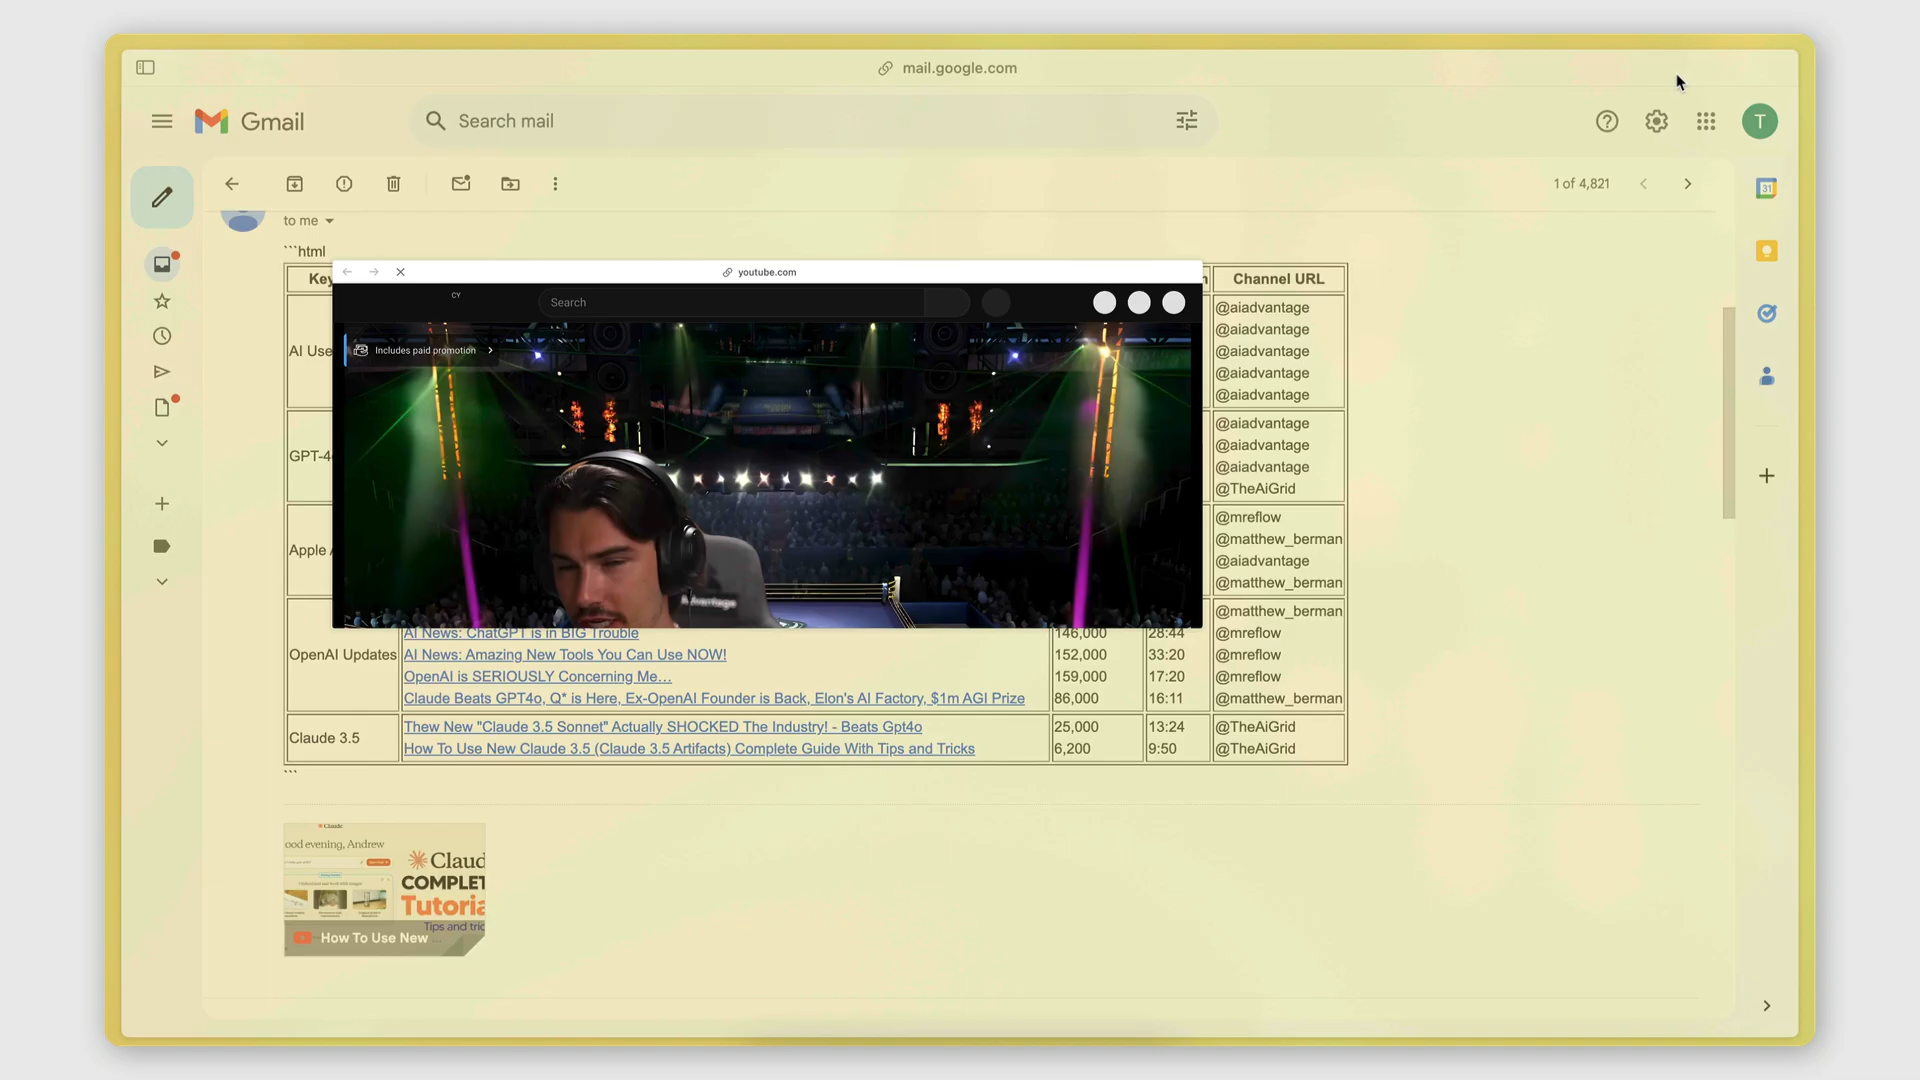 mail.google.com
Gmail
Search mail
T
1 of 4,821
31
to me
```html
Key
Channel URL
youtube.com
CY
Search
Includes paid promotion
AI Use
@aiadvantage
@aiadvantage
@aiadvantage
@aiadvantage
@aiadvantage
GPT-4
@aiadvantage
@aiadvantage
@aiadvantage
@TheAiGrid
Apple
@mreflow
@matthew_berman
@aiadvantage
@matthew_berman
OpenAI Updates
@matthew_berman
AI News: ChatGPT is in BIG Trouble 146,000 28:44 @mreflow
AI News: Amazing New Tools You Can Use NOW! 152,000 33:20 @mreflow
OpenAI is SERIOUSLY Concerning Me... 159,000 17:20 @mreflow
Claude Beats GPT4o, Q* is Here, Ex-OpenAI Founder is Back, Elon's AI Factory, $1m AGI Prize 86,000 16:11 @matthew_berman
Claude 3.5
Thew New "Claude 3.5 Sonnet" Actually SHOCKED The Industry! - Beats Gpt4o 25,000 13:24 @TheAiGrid
How To Use New Claude 3.5 (Claude 3.5 Artifacts) Complete Guide With Tips and Tricks 6,200 9:50 @TheAiGrid
```
Claude
ood evening, Andrew
Claud
COMPLET
Tutoria
Tips and tric
How To Use New